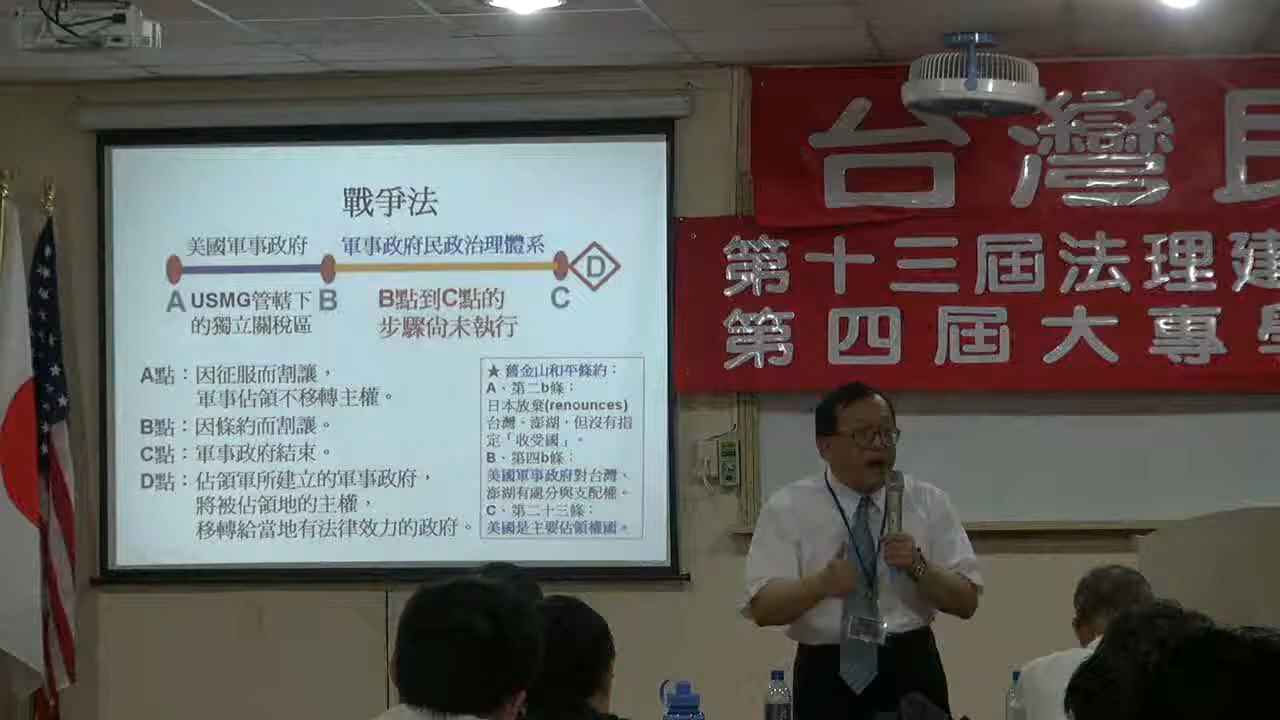 戰爭法
美國軍事政府 軍事政府民政治理體系
D
A USMG管轄下 B B點到C點的 C
的獨立關稅區 步驟尚未執行
A點：因征服而割讓，
軍事佔領不移轉主權。
B點：因條約而割讓。
C點：軍事政府結束。
D點：佔領軍所建立的軍事政府，
將被佔領地的主權，
移轉給當地有法律效力的政府。
★舊金山和平條約：
A、第二b條：
日本放棄(renounces)
台灣、澎湖，但沒有指
定「收受國」。
B、第四b條：
美國軍事政府對台灣、
澎湖有處分與支配權。
C、第二十三條：
美國是主要佔領權國。
台灣
第十三屆法理建
第四屆大專學